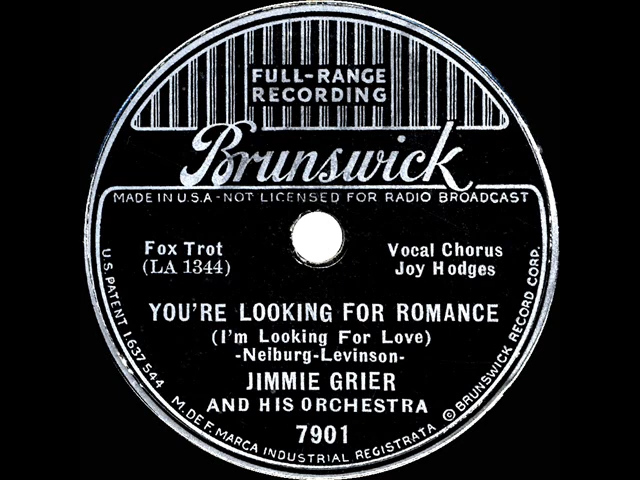 FULL-RANGE
RECORDING
Brunswick
MADE IN U.S.A - NOT LICENSED FOR RADIO BROADCAST
Fox Trot
(LA 1344)
Vocal Chorus
Joy Hodges
YOU'RE LOOKING FOR ROMANCE
(I'm Looking For Love)
-Neiburg-Levinson-
JIMMIE GRIER
AND HIS ORCHESTRA
7901
U.S. PATENT 1.637544
M. DE F. MARCA INDUSTRIAL REGISTRATA
© BRUNSWICK RECORD CORP.